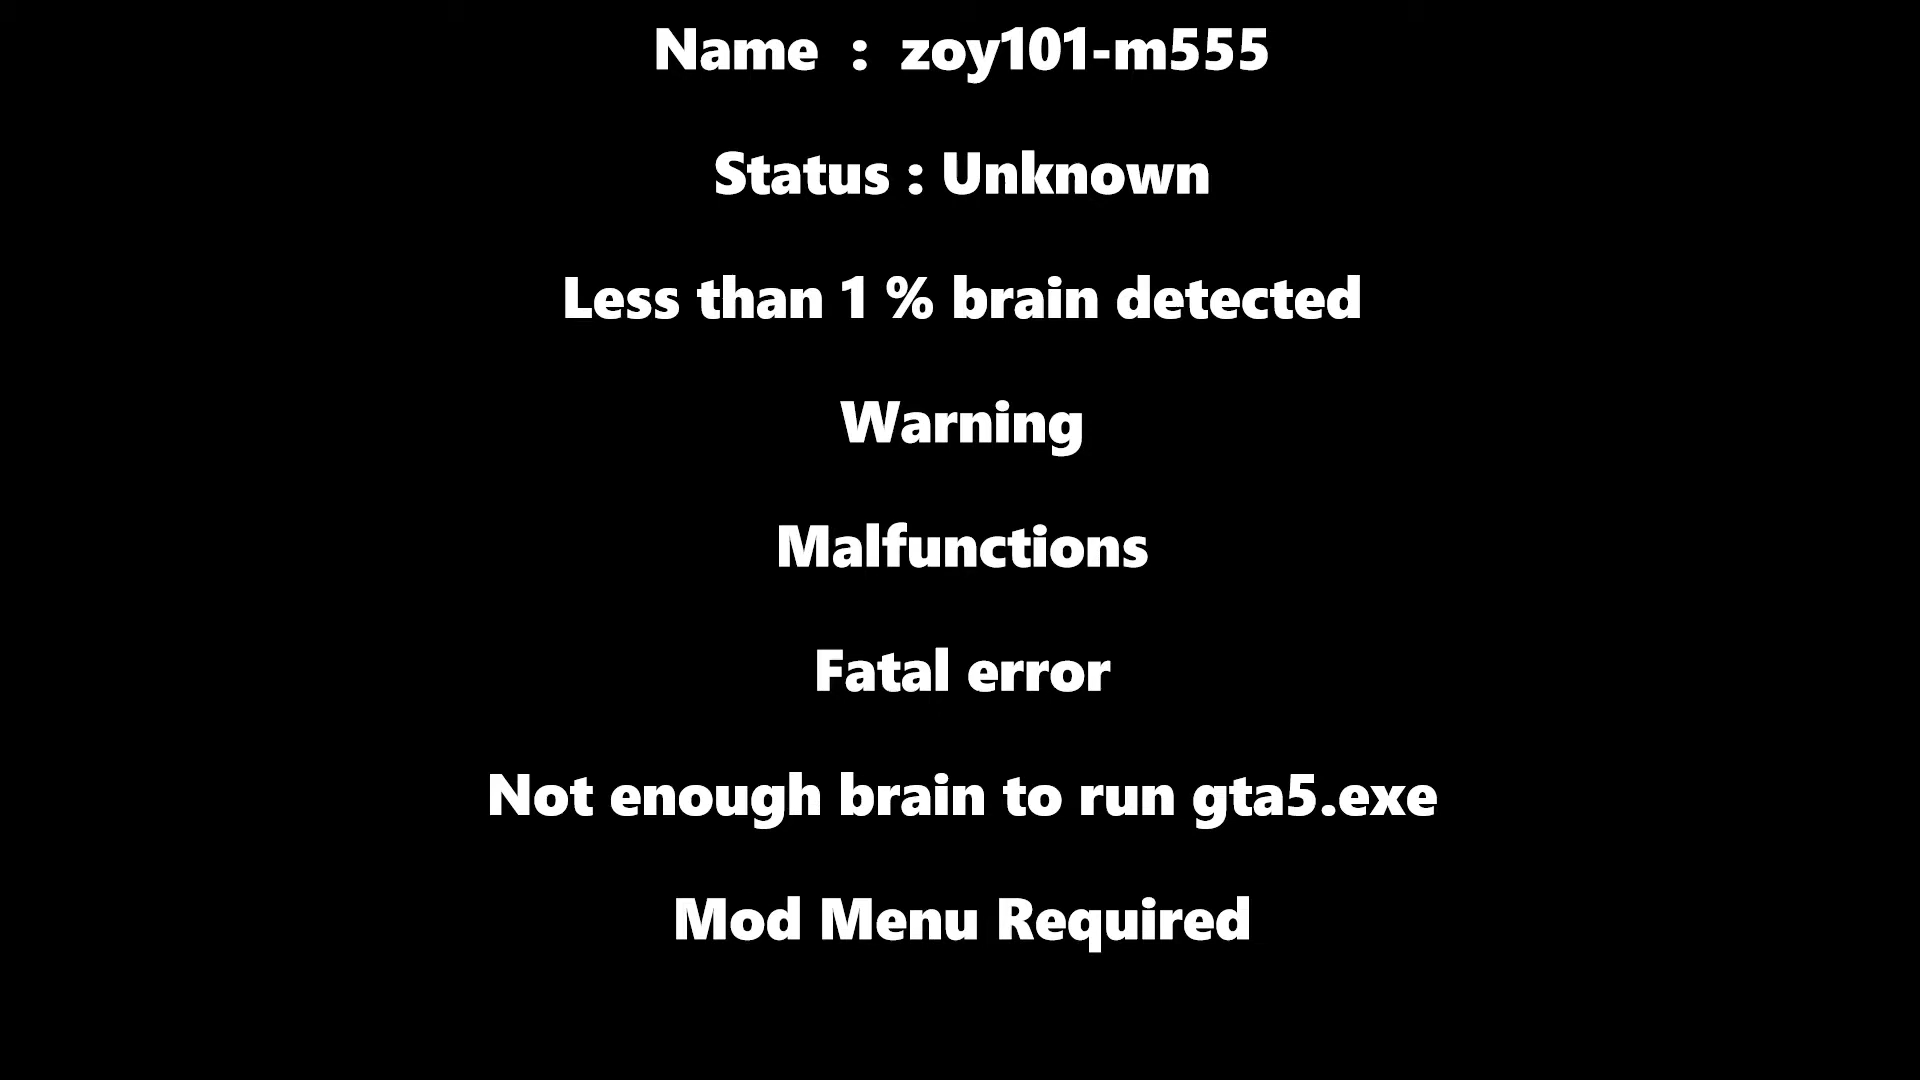 Name : zoy101-m555
Status : Unknown
Less than 1 % brain detected
Warning
Malfunctions
Fatal error
Not enough brain to run gta5.exe
Mod Menu Required